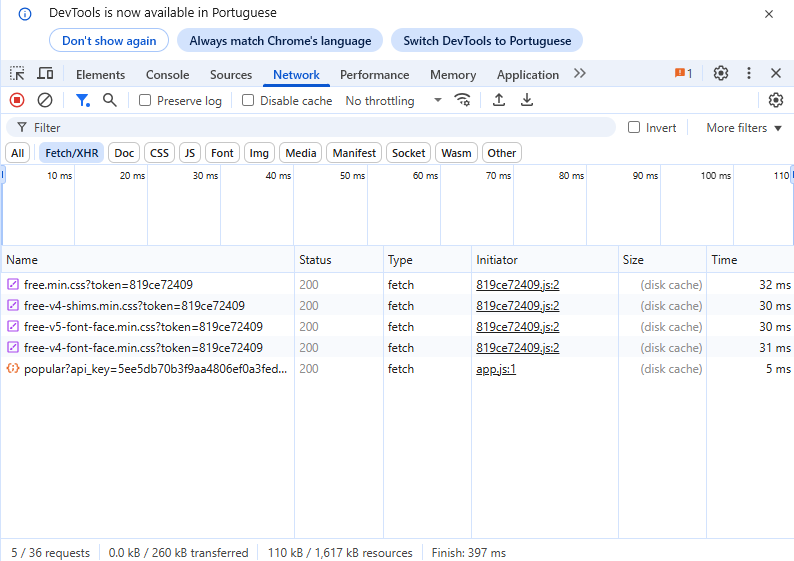 DevTools is now available in Portuguese
Don't show again Always match Chrome's language Switch DevTools to Portuguese
Elements Console Sources Network Performance Memory Application 1
Preserve log Disable cache No throttling
Filter Invert More filters
All Fetch/XHR Doc CSS JS Font Img Media Manifest Socket Wasm Other
10 ms 20 ms 30 ms 40 ms 50 ms 60 ms 70 ms 80 ms 90 ms 100 ms 110
Name Status Type Initiator Size Time
free.min.css?token=819ce72409 200 fetch 819ce72409.js:2 (disk cache) 32 ms
free-v4-shims.min.css?token=819ce72409 200 fetch 819ce72409.js:2 (disk cache) 30 ms
free-v5-font-face.min.css?token=819ce72409 200 fetch 819ce72409.js:2 (disk cache) 30 ms
free-v4-font-face.min.css?token=819ce72409 200 fetch 819ce72409.js:2 (disk cache) 31 ms
popular?api_key=5ee5db70b3f9aa4806ef0a3fed... 200 fetch app.js:1 (disk cache) 5 ms
5 / 36 requests 0.0 kB / 260 kB transferred 110 kB / 1,617 kB resources Finish: 397 ms